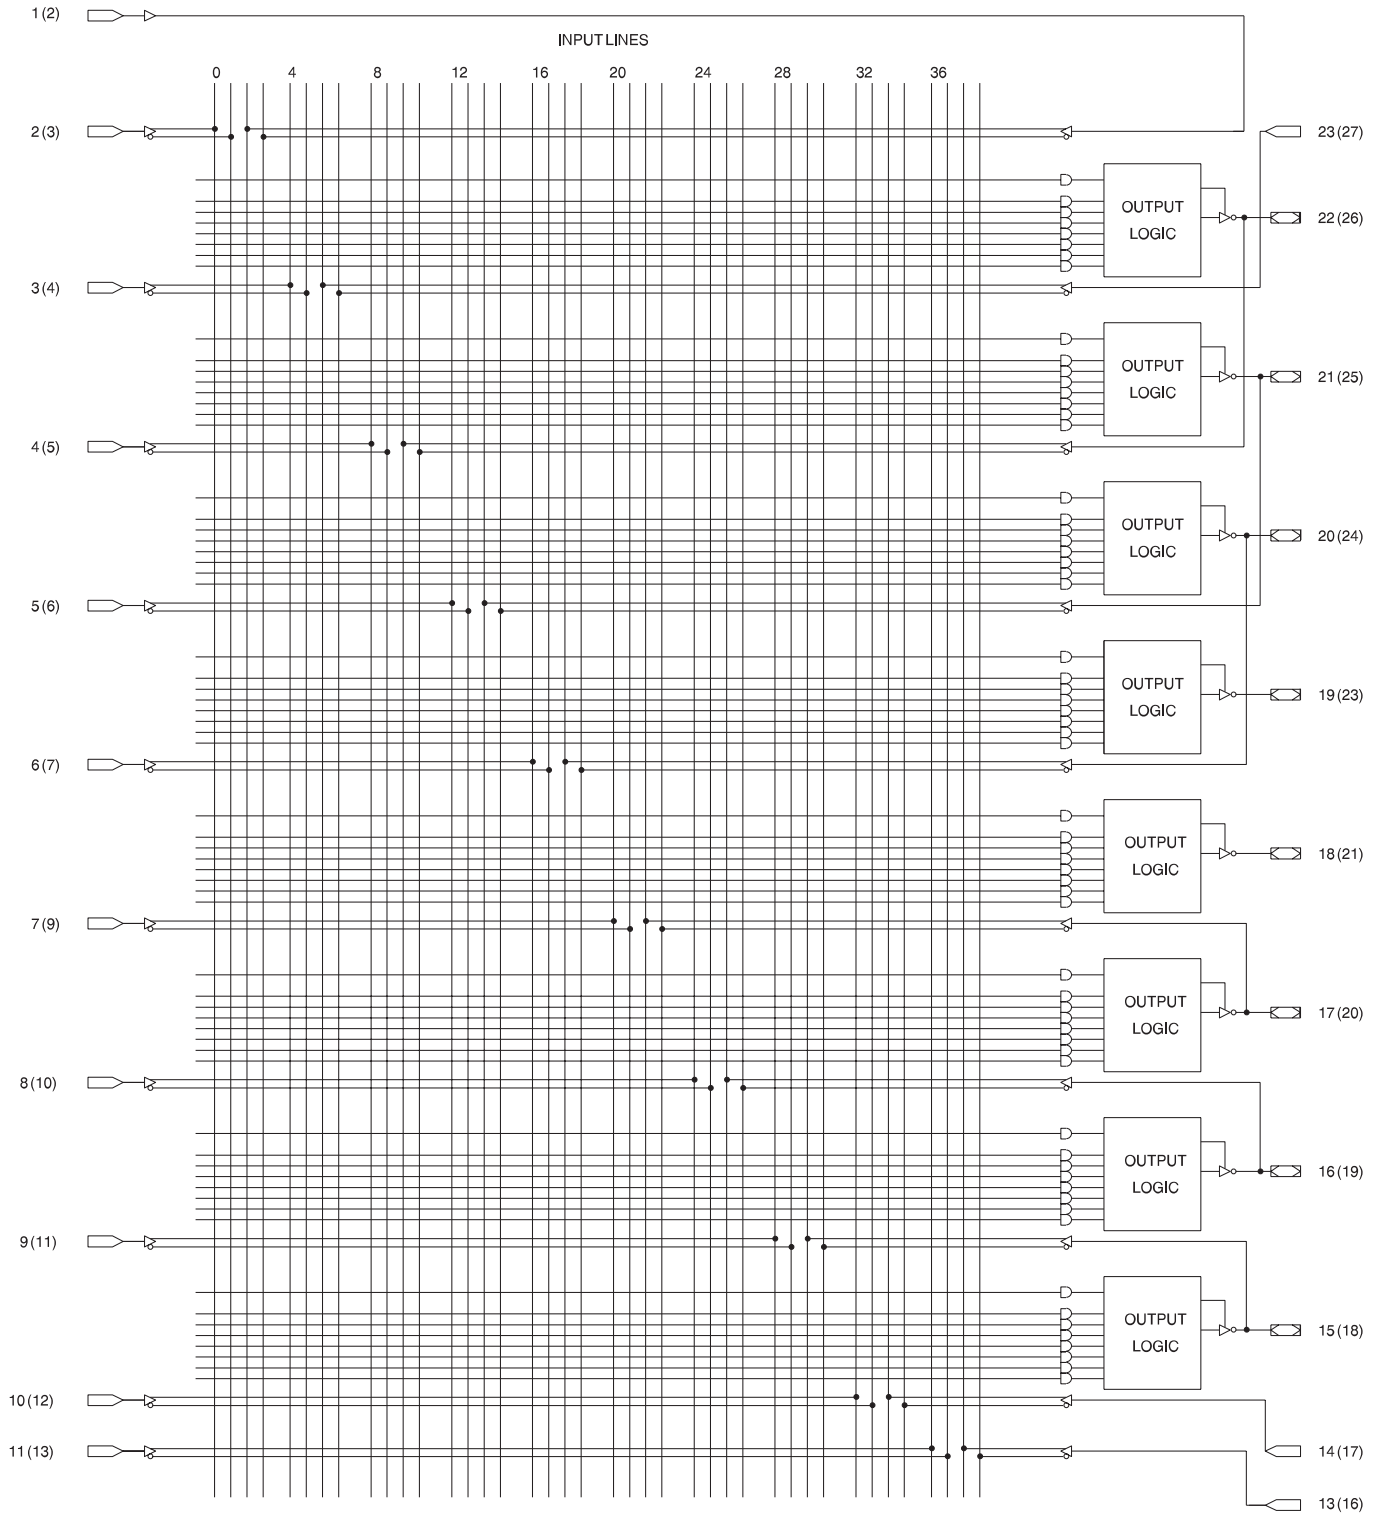 1 (2)
INPUT LINES
0 4 8 12 16 20 24 28 32 36
2 (3)
23 (27)
OUTPUT
LOGIC
22 (26)
3 (4)
OUTPUT
LOGIC
21 (25)
4 (5)
OUTPUT
LOGIC
20 (24)
5 (6)
OUTPUT
LOGIC
19 (23)
6 (7)
OUTPUT
LOGIC
18 (21)
7 (9)
OUTPUT
LOGIC
17 (20)
8 (10)
OUTPUT
LOGIC
16 (19)
9 (11)
OUTPUT
LOGIC
15 (18)
10 (12)
11 (13)
14 (17)
13 (16)